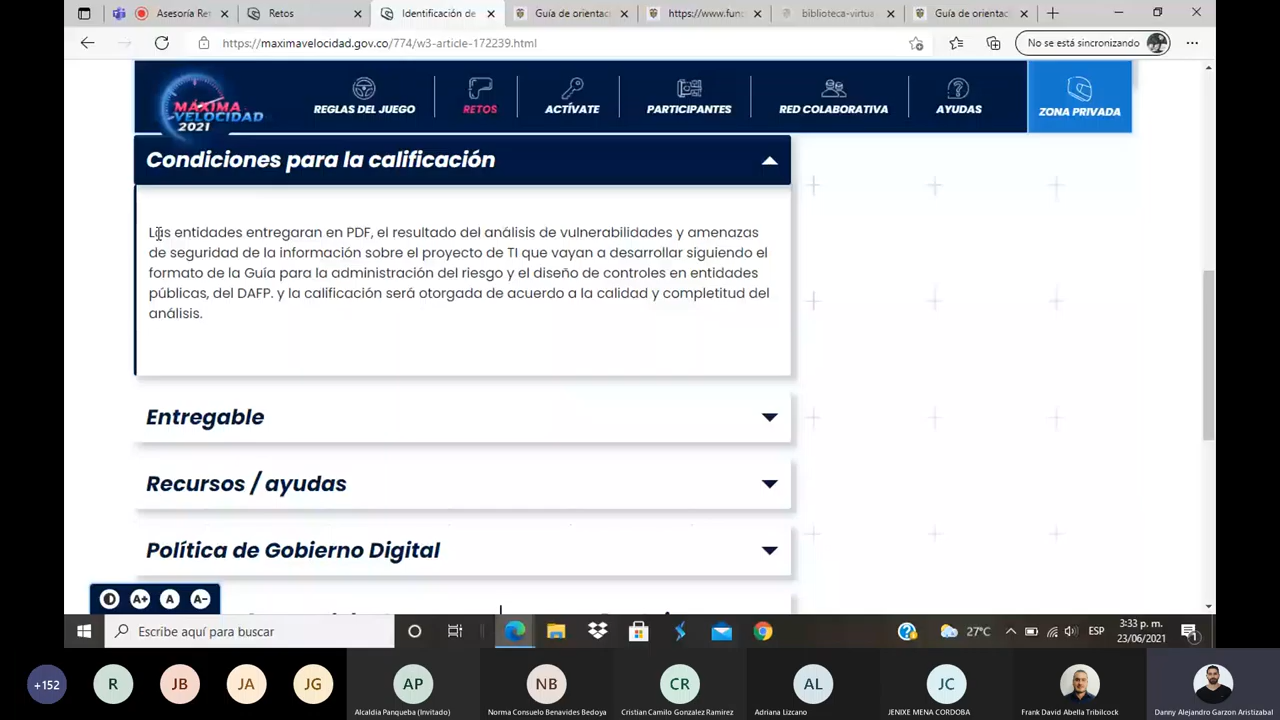 Asesoría Ret
Retos
Identificación de
Guía de orientac
https://www.fun
biblioteca-virtua
Guía de orientac
https://maximavelocidad.gov.co/774/w3-article-172239.html
No se está sincronizando
MÁXIMA
VELOCIDAD
2021
REGLAS DEL JUEGO
RETOS
ACTÍVATE
PARTICIPANTES
RED COLABORATIVA
AYUDAS
ZONA PRIVADA
Condiciones para la calificación
Las entidades entregaran en PDF, el resultado del análisis de vulnerabilidades y amenazas
de seguridad de la información sobre el proyecto de TI que vayan a desarrollar siguiendo el
formato de la Guía para la administración del riesgo y el diseño de controles en entidades
públicas, del DAFP. y la calificación será otorgada de acuerdo a la calidad y completitud del
análisis.
Entregable
Recursos / ayudas
Política de Gobierno Digital
A+
A
A-
Escribe aquí para buscar
27°C
ESP
3:33 p. m.
23/06/2021
1
+152
R
JB
JA
JG
AP
NB
CR
AL
JC
Alcaldia Panqueba (Invitado)
Norma Consuelo Benavides Bedoya
Cristian Camilo Gonzalez Ramirez
Adriana Lizcano
JENIXE MENA CORDOBA
Frank David Abella Tribilcock
Danny Alejandro Garzon Aristizabal